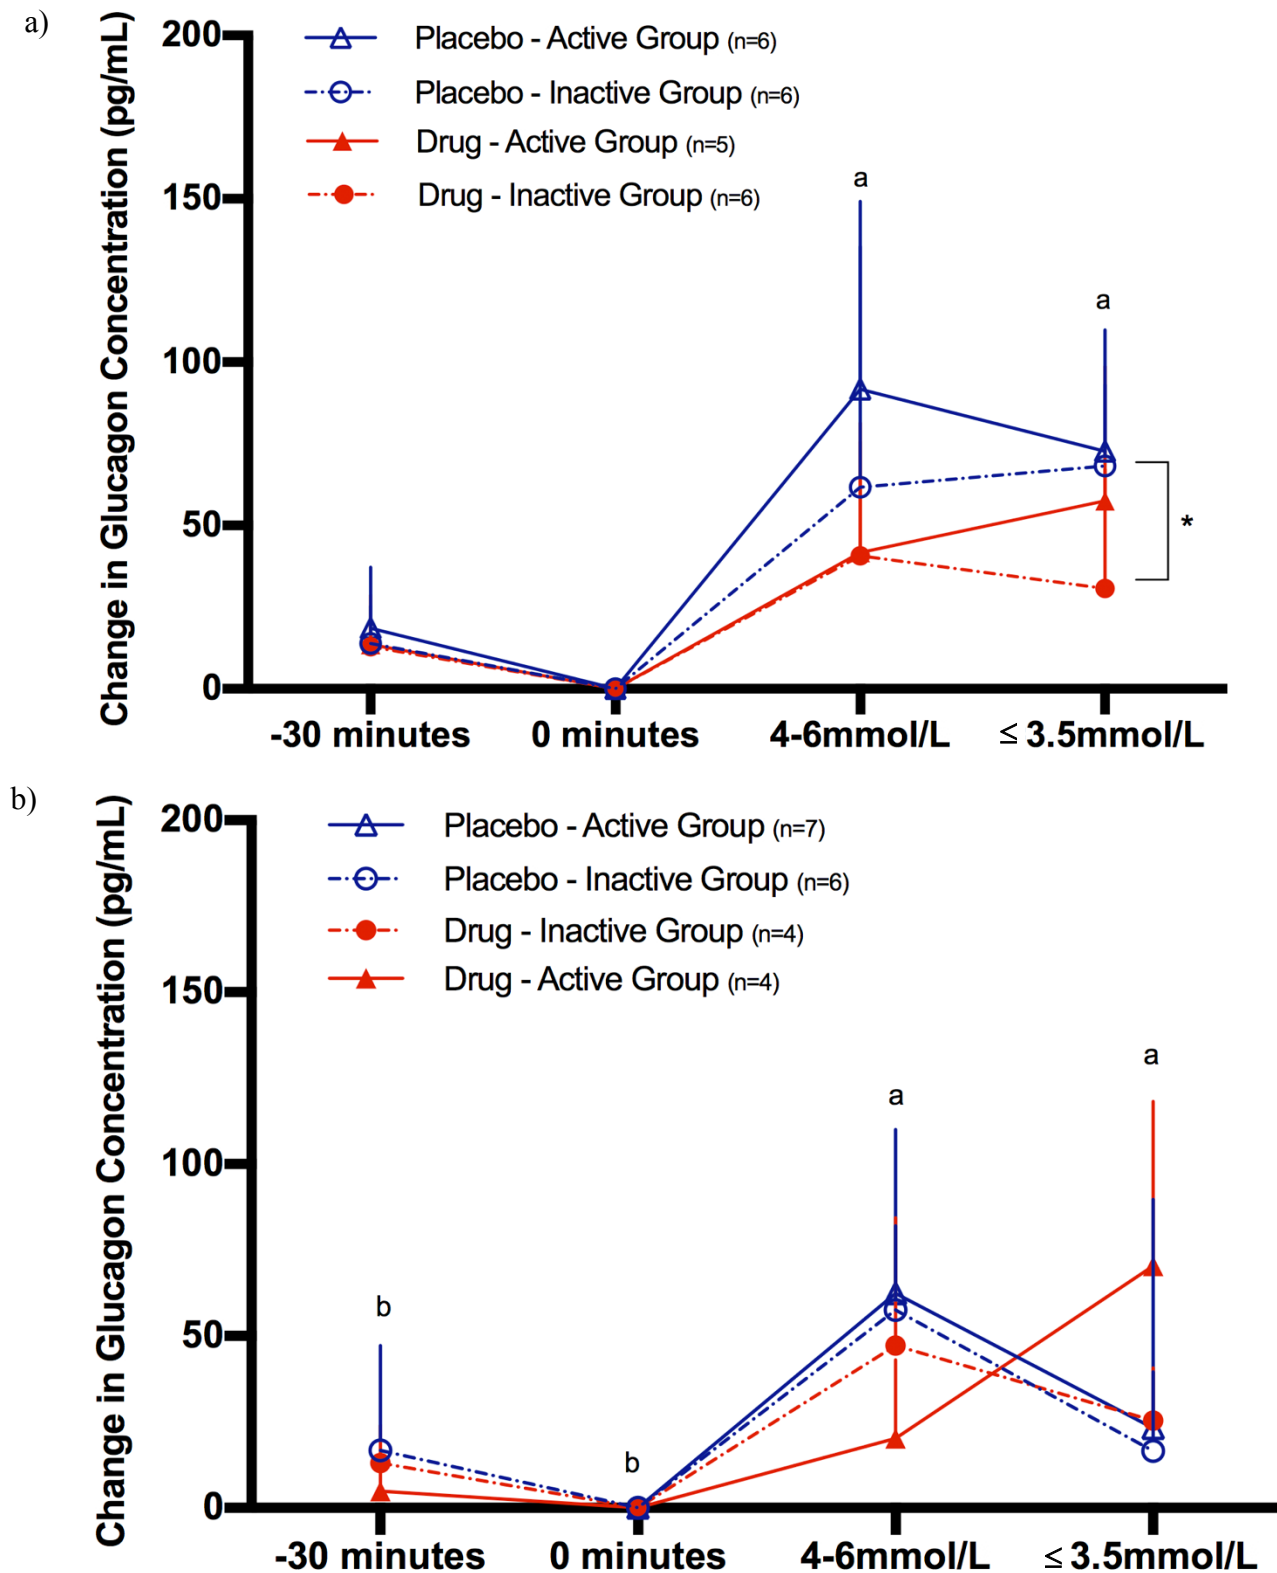 a)
Change in Glucagon Concentration (pg/mL)
200
150
100
50
0
Placebo - Active Group (n=6)
Placebo - Inactive Group (n=6)
Drug - Active Group (n=5)
Drug - Inactive Group (n=6)
a
a
*
-30 minutes
0 minutes
4-6mmol/L
≤ 3.5mmol/L
b)
Change in Glucagon Concentration (pg/mL)
200
150
100
50
0
Placebo - Active Group (n=7)
Placebo - Inactive Group (n=6)
Drug - Inactive Group (n=4)
Drug - Active Group (n=4)
b
b
a
a
-30 minutes
0 minutes
4-6mmol/L
≤ 3.5mmol/L